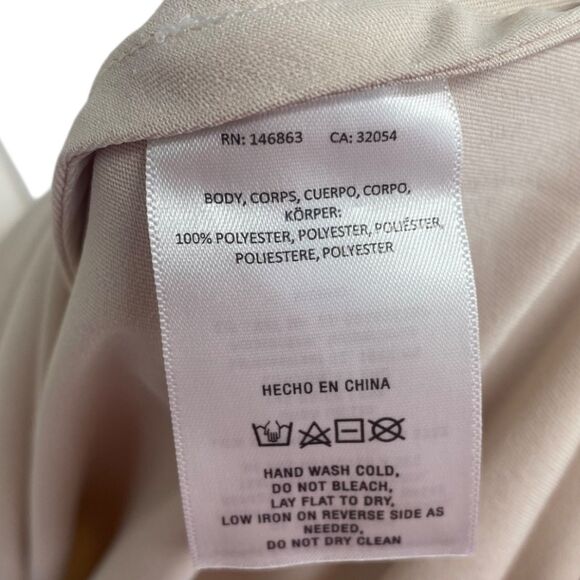 RN: 146863 CA: 32054
BODY, CORPS, CUERPO, CORPO,
KÖRPER:
100% POLYESTER, POLYESTER, POLIÉSTER,
POLIESTERE, POLYESTER
HECHO EN CHINA
HAND WASH COLD,
DO NOT BLEACH,
LAY FLAT TO DRY,
LOW IRON ON REVERSE SIDE AS
NEEDED,
DO NOT DRY CLEAN